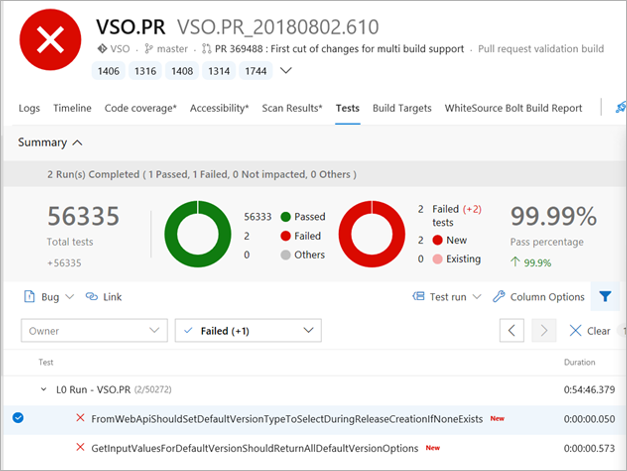 VSO.PR VSO.PR_20180802.610
VSO master PR 369488 : First cut of changes for multi build support Pull request validation build
1406 1316 1408 1314 1744
Logs Timeline Code coverage* Accessibility* Scan Results* Tests Build Targets WhiteSource Bolt Build Report
Summary
2 Run(s) Completed ( 1 Passed, 1 Failed, 0 Not impacted, 0 Others )
56335
Total tests
+56335
56333 Passed
2 Failed
0 Others
2 Failed (+2)
tests
2 New
0 Existing
99.99%
Pass percentage
99.9%
Bug Link Test run Column Options
Owner Failed (+1) Clear 1
Test Duration
L0 Run - VSO.PR (2/50272) 0:54:46.379
FromWebApiShouldSetDefaultVersionTypeToSelectDuringReleaseCreationIfNoneExists New 0:00:00.050
GetInputValuesForDefaultVersionShouldReturnAllDefaultVersionOptions New 0:00:00.573